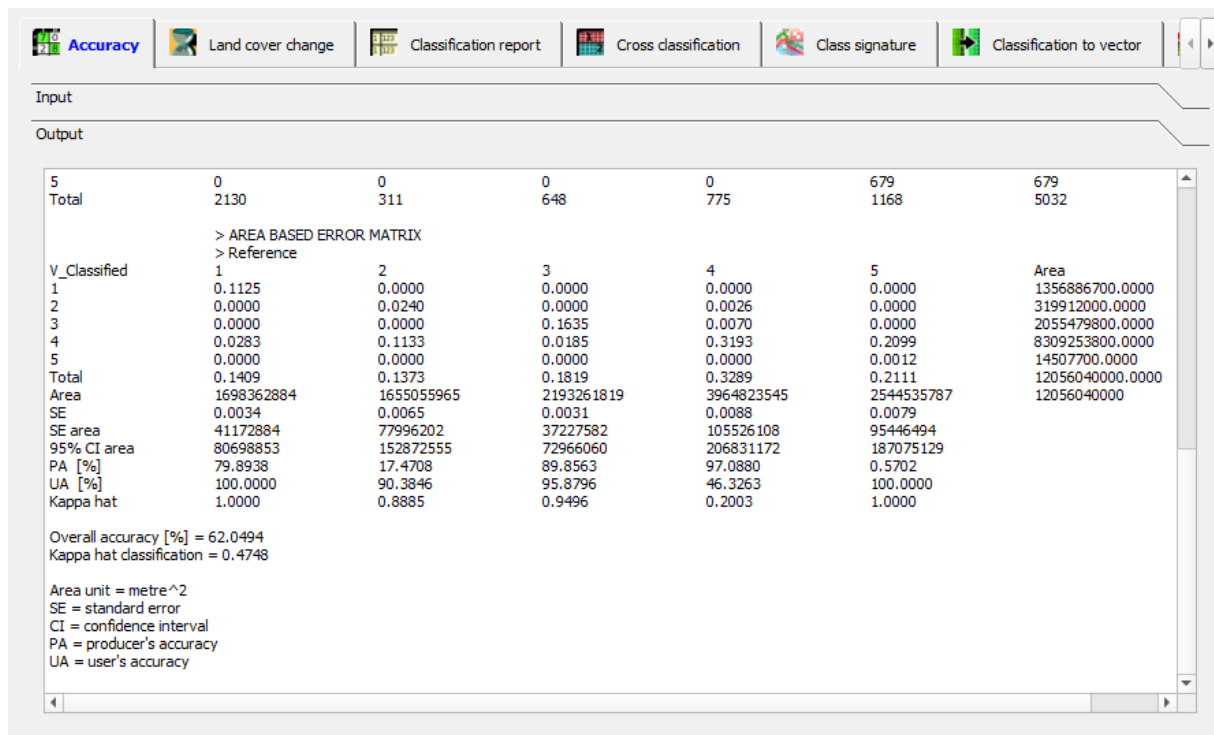 Accuracy Land cover change Classification report Cross classification Class signature Classification to vector
Input
Output
5 0 0 0 0 679 679
Total 2130 311 648 775 1168 5032
> AREA BASED ERROR MATRIX
> Reference
V_Classified 1 2 3 4 5 Area
1 0.1125 0.0000 0.0000 0.0000 0.0000 1356886700.0000
2 0.0000 0.0240 0.0000 0.0026 0.0000 319912000.0000
3 0.0000 0.0000 0.1635 0.0070 0.0000 2055479800.0000
4 0.0283 0.1133 0.0185 0.3193 0.2099 8309253800.0000
5 0.0000 0.0000 0.0000 0.0000 0.0012 14507700.0000
Total 0.1409 0.1373 0.1819 0.3289 0.2111 12056040000.0000
Area 1698362884 1655055965 2193261819 3964823545 2544535787 12056040000
SE 0.0034 0.0065 0.0031 0.0088 0.0079
SE area 41172884 77996202 37227582 105526108 95446494
95% CI area 80698853 152872555 72966060 206831172 187075129
PA [%] 79.8938 17.4708 89.8563 97.0880 0.5702
UA [%] 100.0000 90.3846 95.8796 46.3263 100.0000
Kappa hat 1.0000 0.8885 0.9496 0.2003 1.0000
Overall accuracy [%] = 62.0494
Kappa hat classification = 0.4748
Area unit = metre^2
SE = standard error
CI = confidence interval
PA = producer's accuracy
UA = user's accuracy